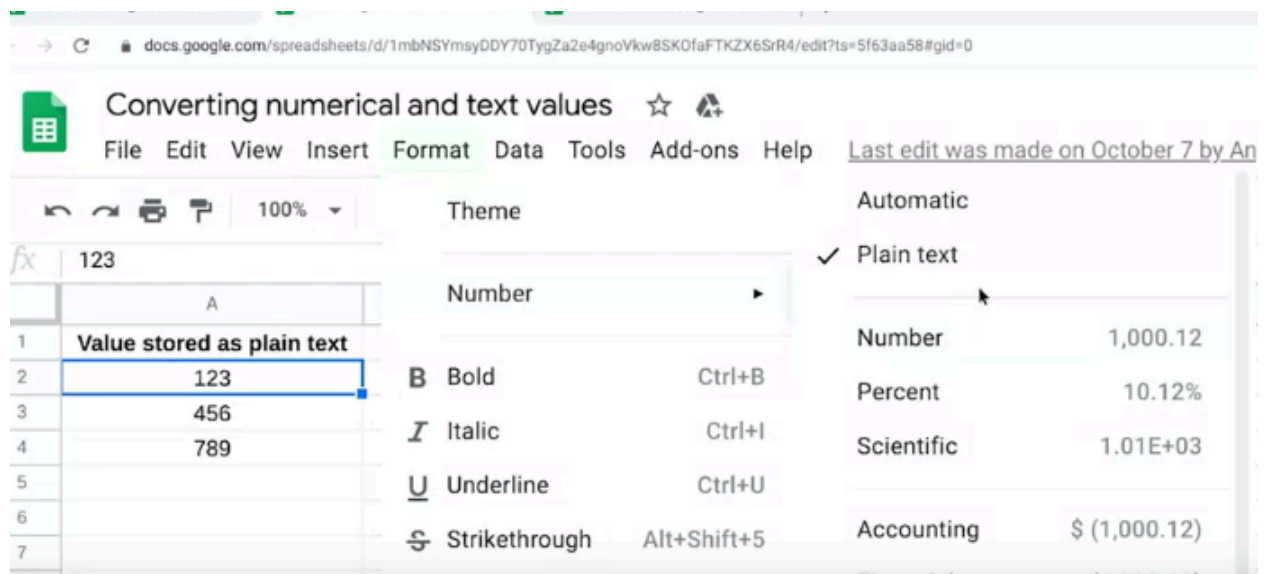 docs.google.com/spreadsheets/d/1mbNSYmsyDDY70TygZa2e4gnoVkw8SKOfaFTKZX6SrR4/edit?ts=5f63aa58#gid=0
Converting numerical and text values
File Edit View Insert Format Data Tools Add-ons Help Last edit was made on October 7 by An
100%
fx 123
A
1 Value stored as plain text
2 123
3 456
4 789
5
6
7
Theme
Number
B Bold Ctrl+B
I Italic Ctrl+I
U Underline Ctrl+U
S Strikethrough Alt+Shift+5
Automatic
Plain text
Number 1,000.12
Percent 10.12%
Scientific 1.01E+03
Accounting $ (1,000.12)